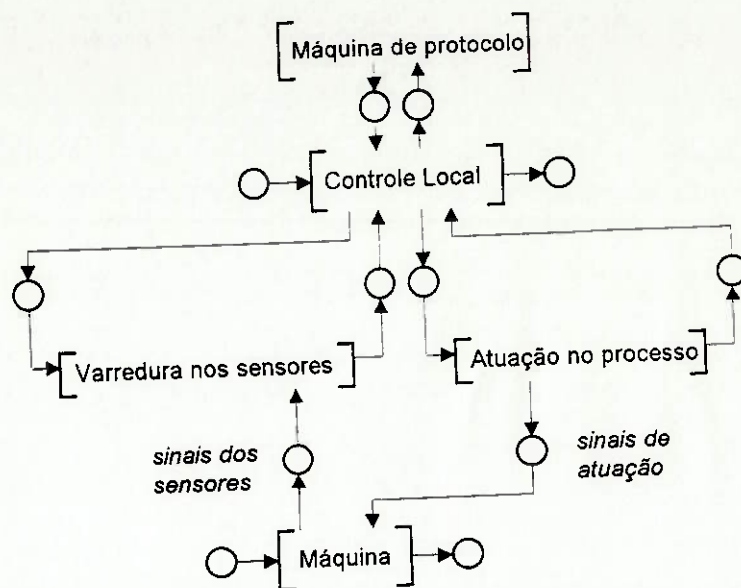 Máquina de protocolo
Controle Local
Varredura nos sensores
Atuação no processo
sinais dos
sensores
sinais de
atuação
Máquina